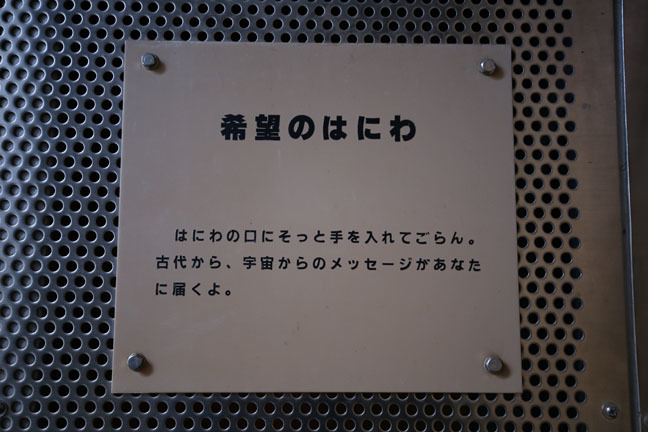 希望のはにわ
はにわの口にそっと手を入れてごらん。
古代から、宇宙からのメッセージがあなた
に届くよ。